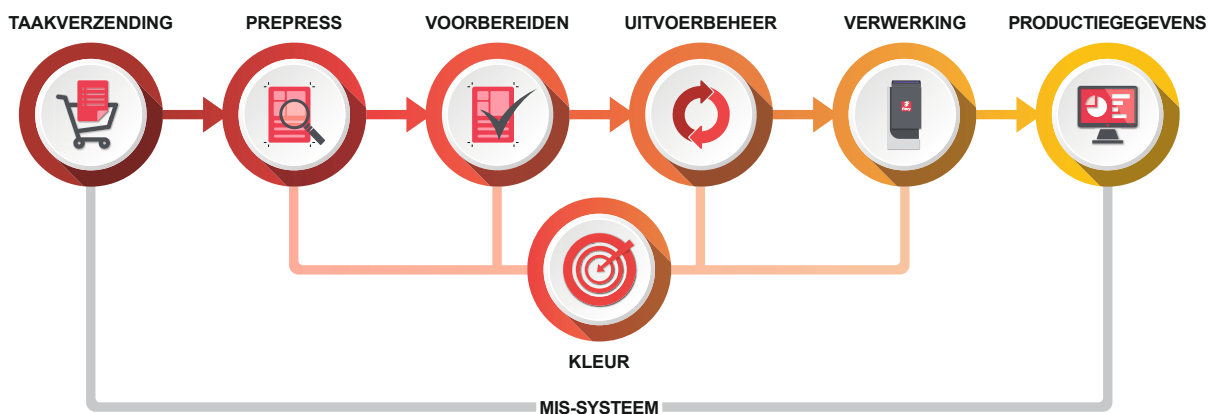 TAAKVERZENDING
PREPRESS
VOORBEREIDEN
UITVOERBEHEER
VERWERKING
PRODUCTIEGEGEVENS
KLEUR
MIS-SYSTEEM